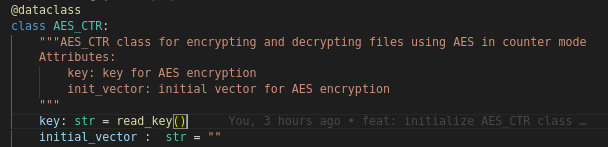 @dataclass
class AES_CTR:
    """AES_CTR class for encrypting and decrypting files using AES in counter mode
    Attributes:
        key: key for AES encryption
        init_vector: initial vector for AES encryption
    """
    key: str = read_key()      You, 3 hours ago • feat: initialize AES_CTR class …
    initial_vector :  str = ""